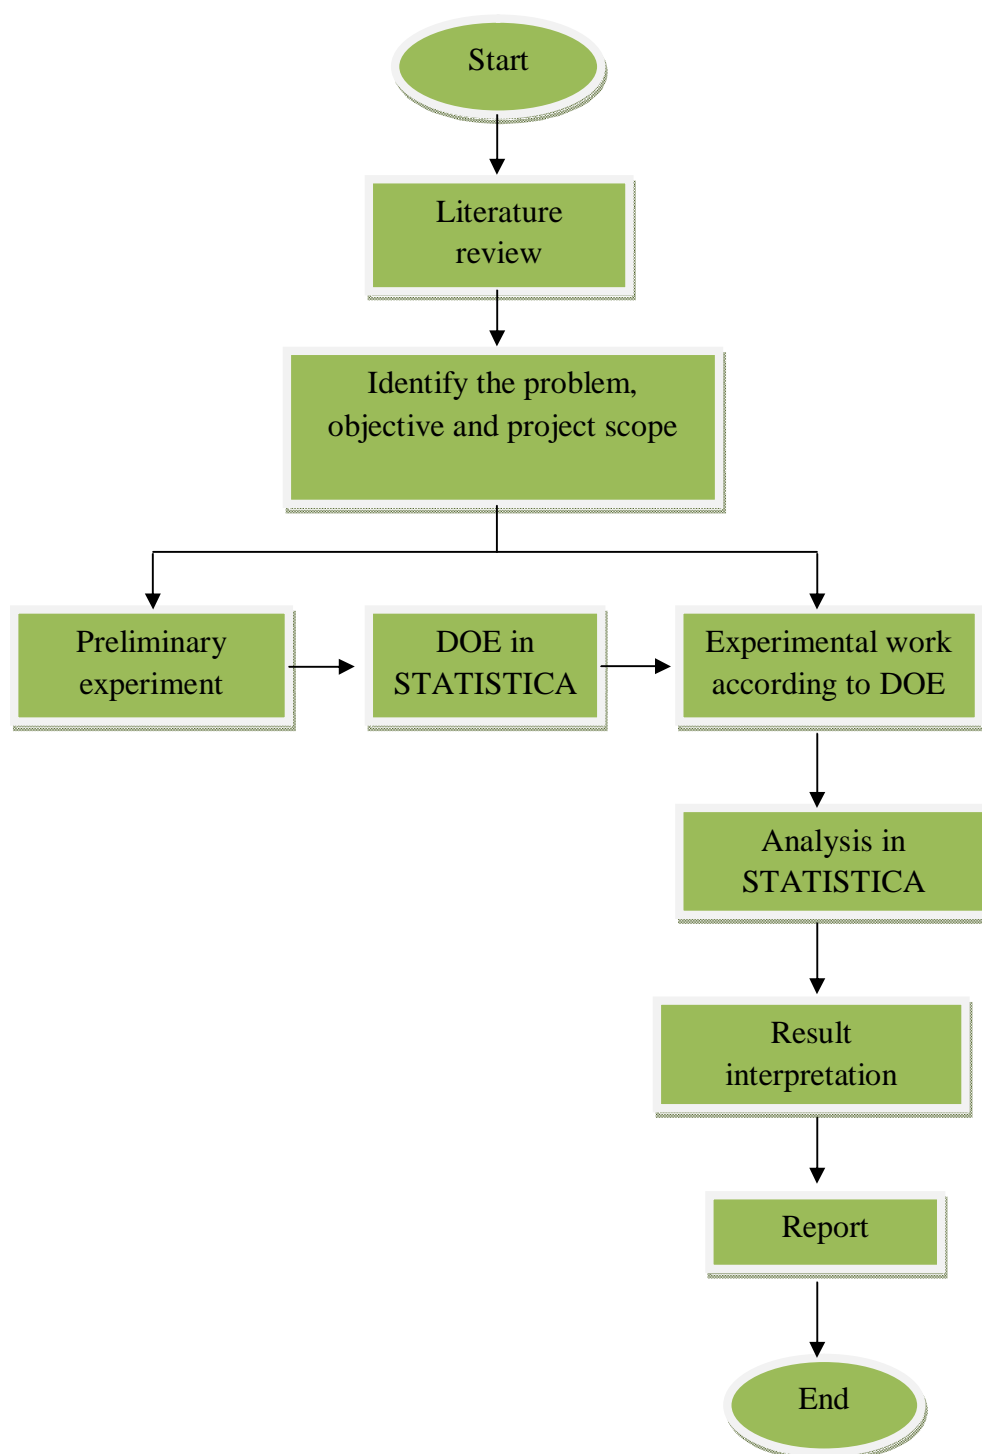 Start
Literature
review
Identify the problem,
objective and project scope
Preliminary
experiment
DOE in
STATISTICA
Experimental work
according to DOE
Analysis in
STATISTICA
Result
interpretation
Report
End